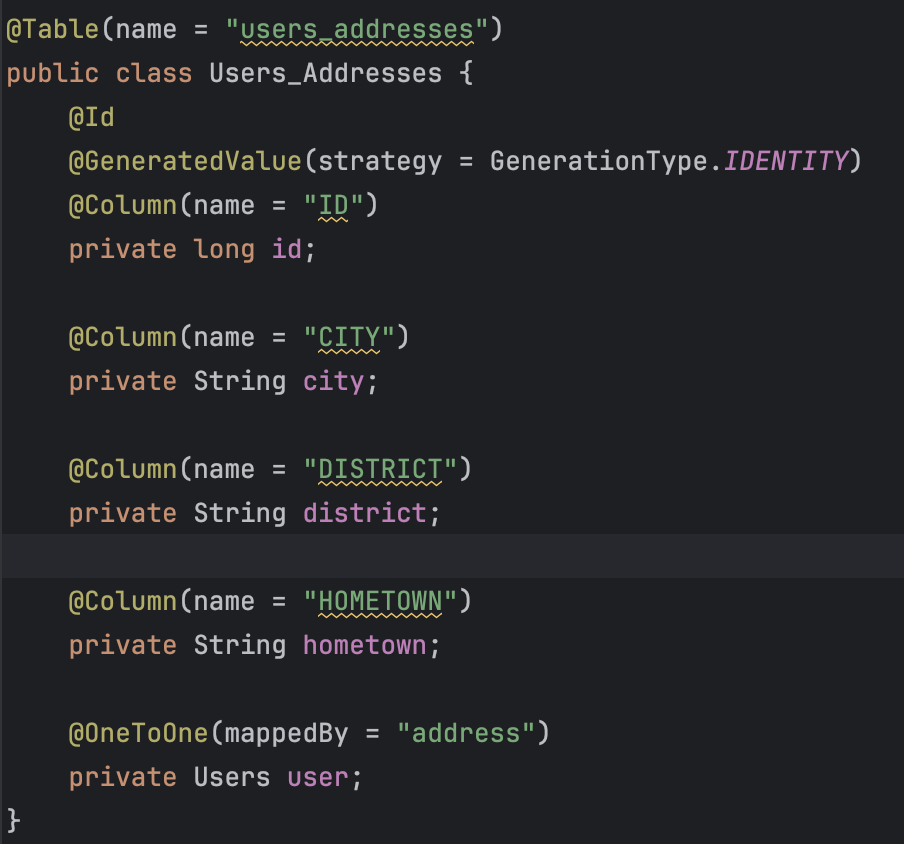 @Table(name = "users_addresses")
public class Users_Addresses {
@Id
@GeneratedValue(strategy = GenerationType.IDENTITY)
@Column(name = "ID")
private long id;
@Column(name = "CITY")
private String city;
@Column(name = "DISTRICT")
private String district;
@Column(name = "HOMETOWN")
private String hometown;
@OneToOne(mappedBy = "address")
private Users user;
}